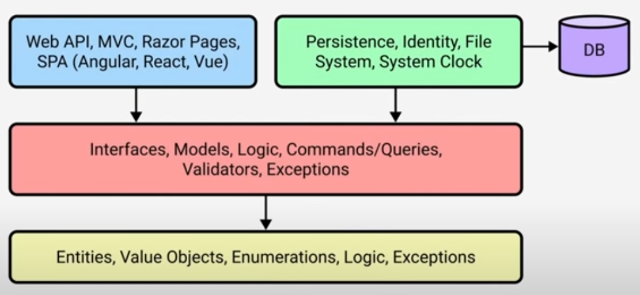 Web API, MVC, Razor Pages,
SPA (Angular, React, Vue)
Persistence, Identity, File
System, System Clock
DB
Interfaces, Models, Logic, Commands/Queries,
Validators, Exceptions
Entities, Value Objects, Enumerations, Logic, Exceptions